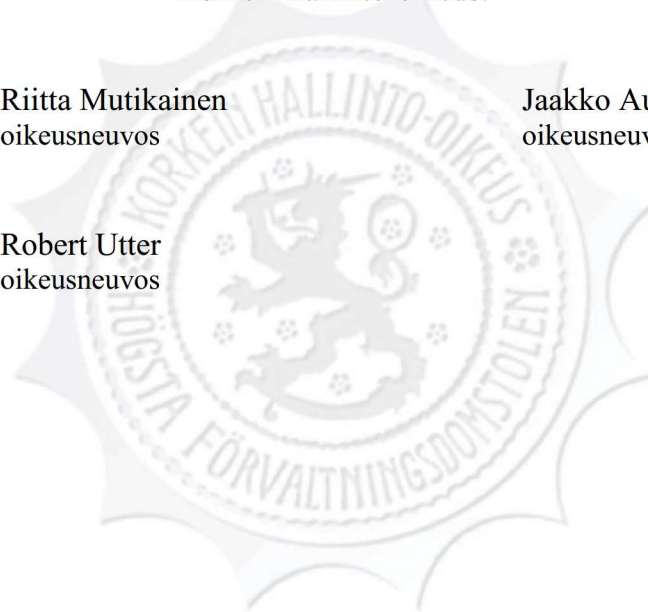 Riitta Mutikainen
oikeusneuvos
Jaakko
Robert Utter
oikeusneuvos
KORKEIN HALLINTO-OIKEUS
HÖGSTA FÖRVALTNINGSDOMSTOLEN